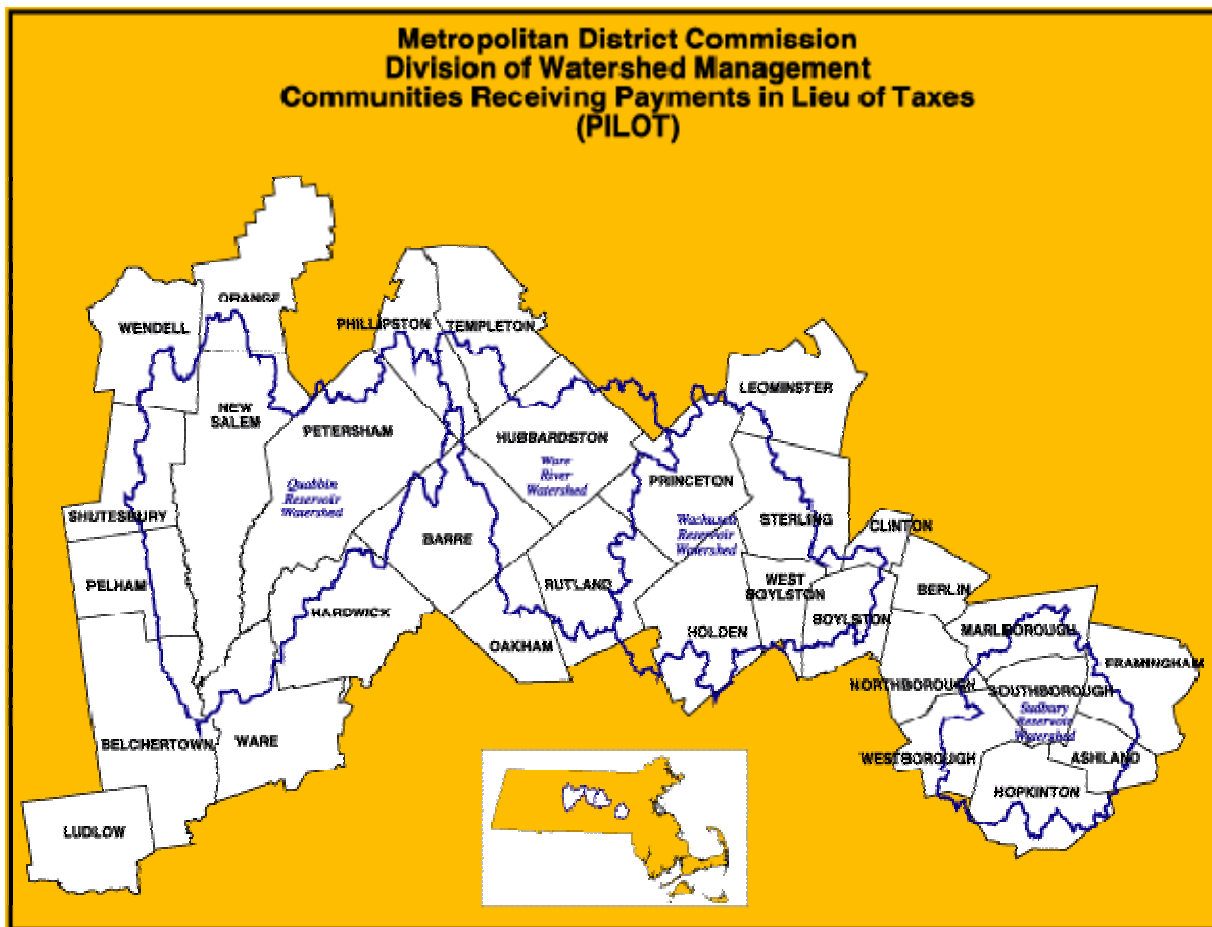 Metropolitan District Commission
Division of Watershed Management
Communities Receiving Payments in Lieu of Taxes
(PILOT)
ORANGE
WENDELL
PHILLIPSTON
TEMPLETON
LEOMINSTER
NEW
SALEM
PETERSHAM
HUBBARDSTON
Ware
River
Watershed
PRINCETON
Quabbin
Reservoir
Watershed
SHUTESBURY
Wachusett
Reservoir
Watershed
STERLING
CLINTON
BARRE
PELHAM
RUTLAND
WEST
BOYLSTON
BERLIN
HARDWICK
BOYLSTON
OAKHAM
HOLDEN
MARLBOROUGH
FRAMINGHAM
NORTHBOROUGH
SOUTHBOROUGH
Sudbury
Reservoir
Watershed
BELCHERTOWN
WARE
WESTBOROUGH
ASHLAND
HOPKINTON
LUDLOW